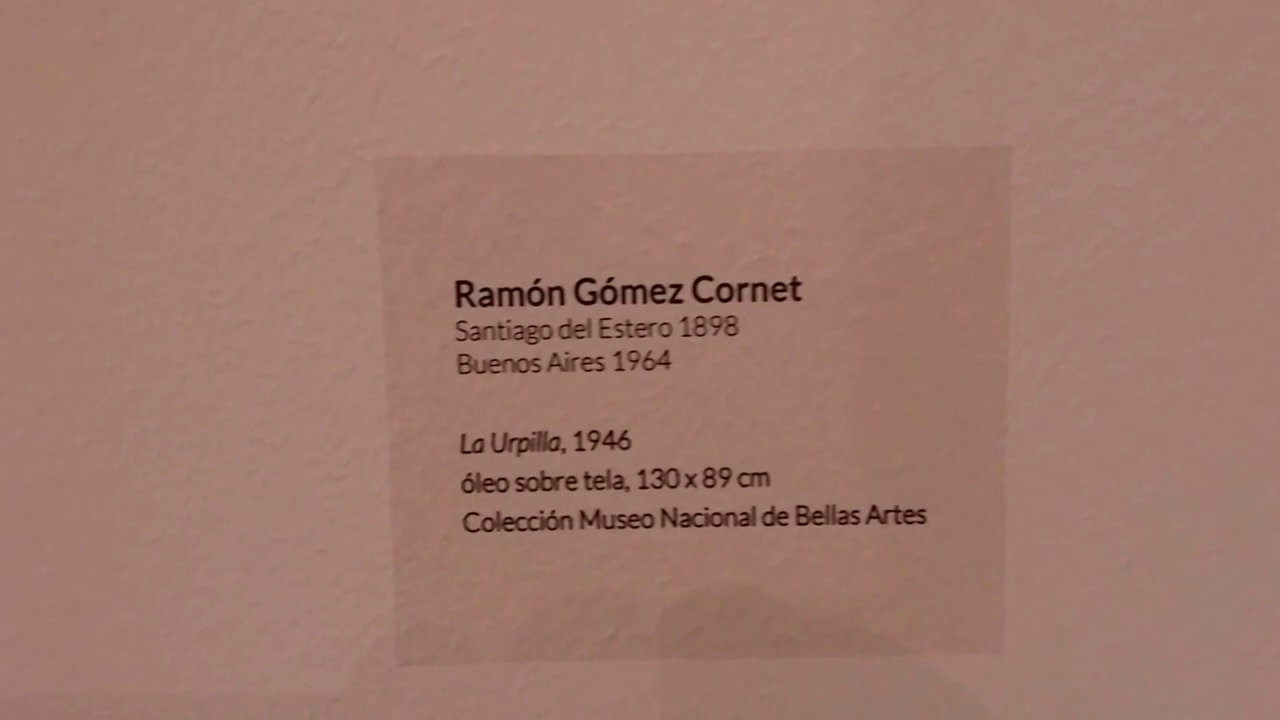 Ramón Gómez Cornet
Santiago del Estero 1898
Buenos Aires 1964
La Urpilla, 1946
óleo sobre tela, 130 x 89 cm
Colección Museo Nacional de Bellas Artes